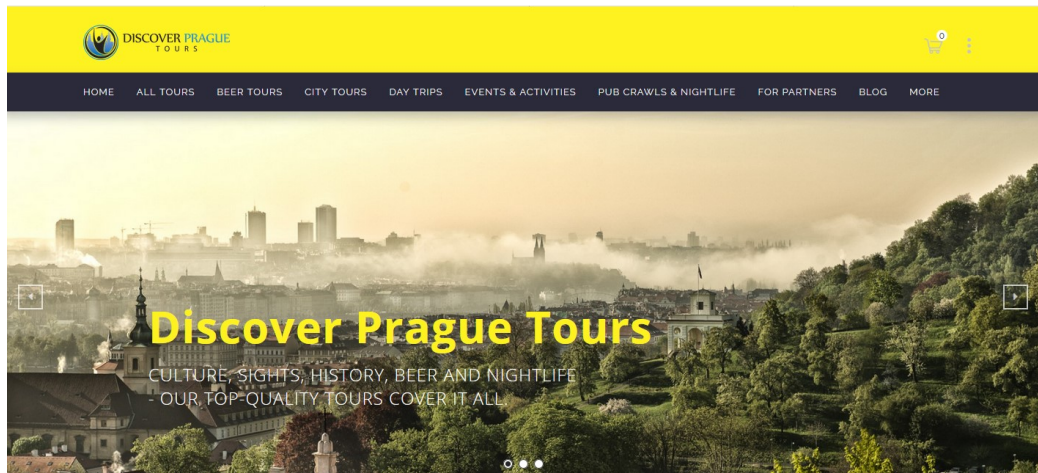 DISCOVER PRAGUE
TOURS
0
HOME ALL TOURS BEER TOURS CITY TOURS DAY TRIPS EVENTS & ACTIVITIES PUB CRAWLS & NIGHTLIFE FOR PARTNERS BLOG MORE
Discover Prague Tours
CULTURE, SIGHTS, HISTORY, BEER AND NIGHTLIFE
OUR TOP-QUALITY TOURS COVER IT ALL.